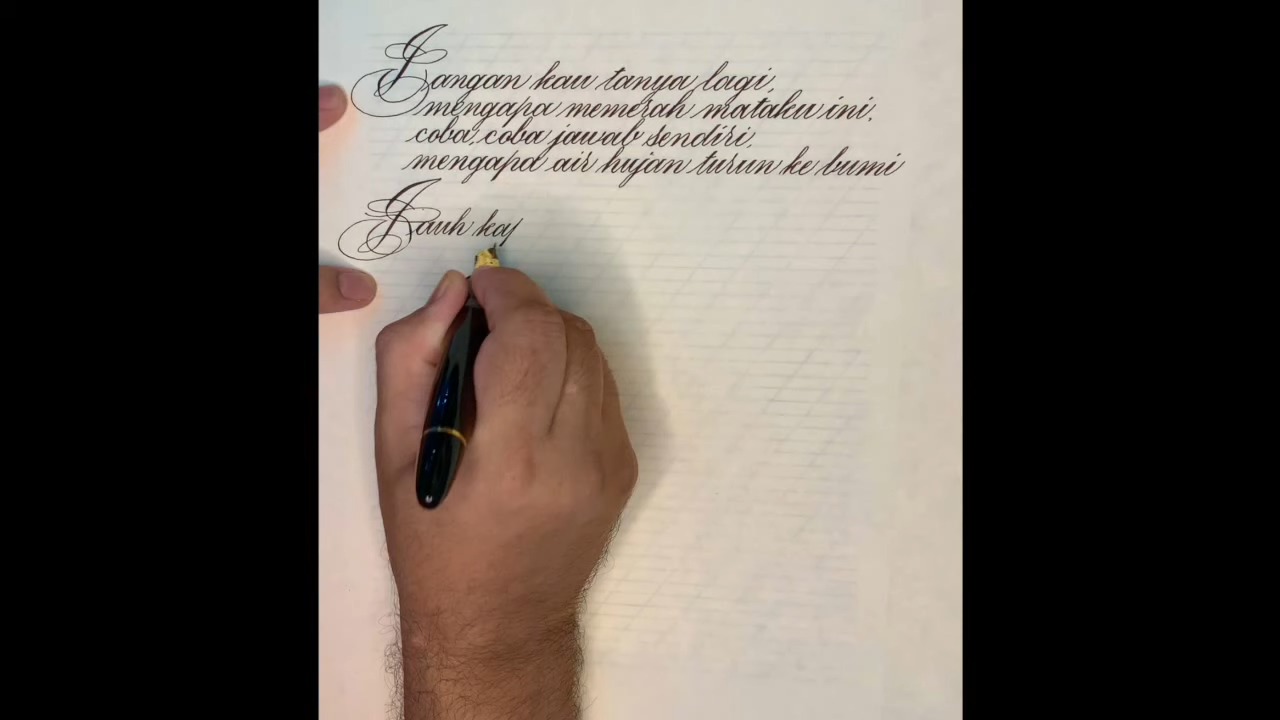 Jangan kau tanya lagi,
mengapa memerah mataku ini,
coba, coba jawab sendiri,
mengapa air hujan turun ke bumi
Jauh